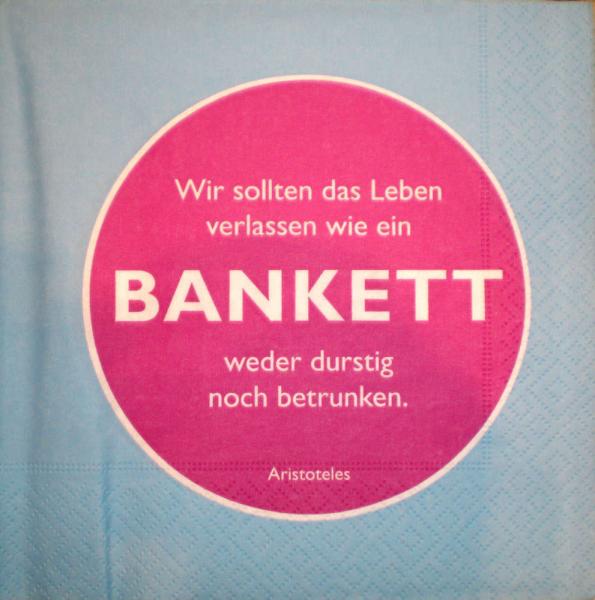 Wir sollten das Leben
verlassen wie ein
BANKETT
weder durstig
noch betrunken.
Aristoteles